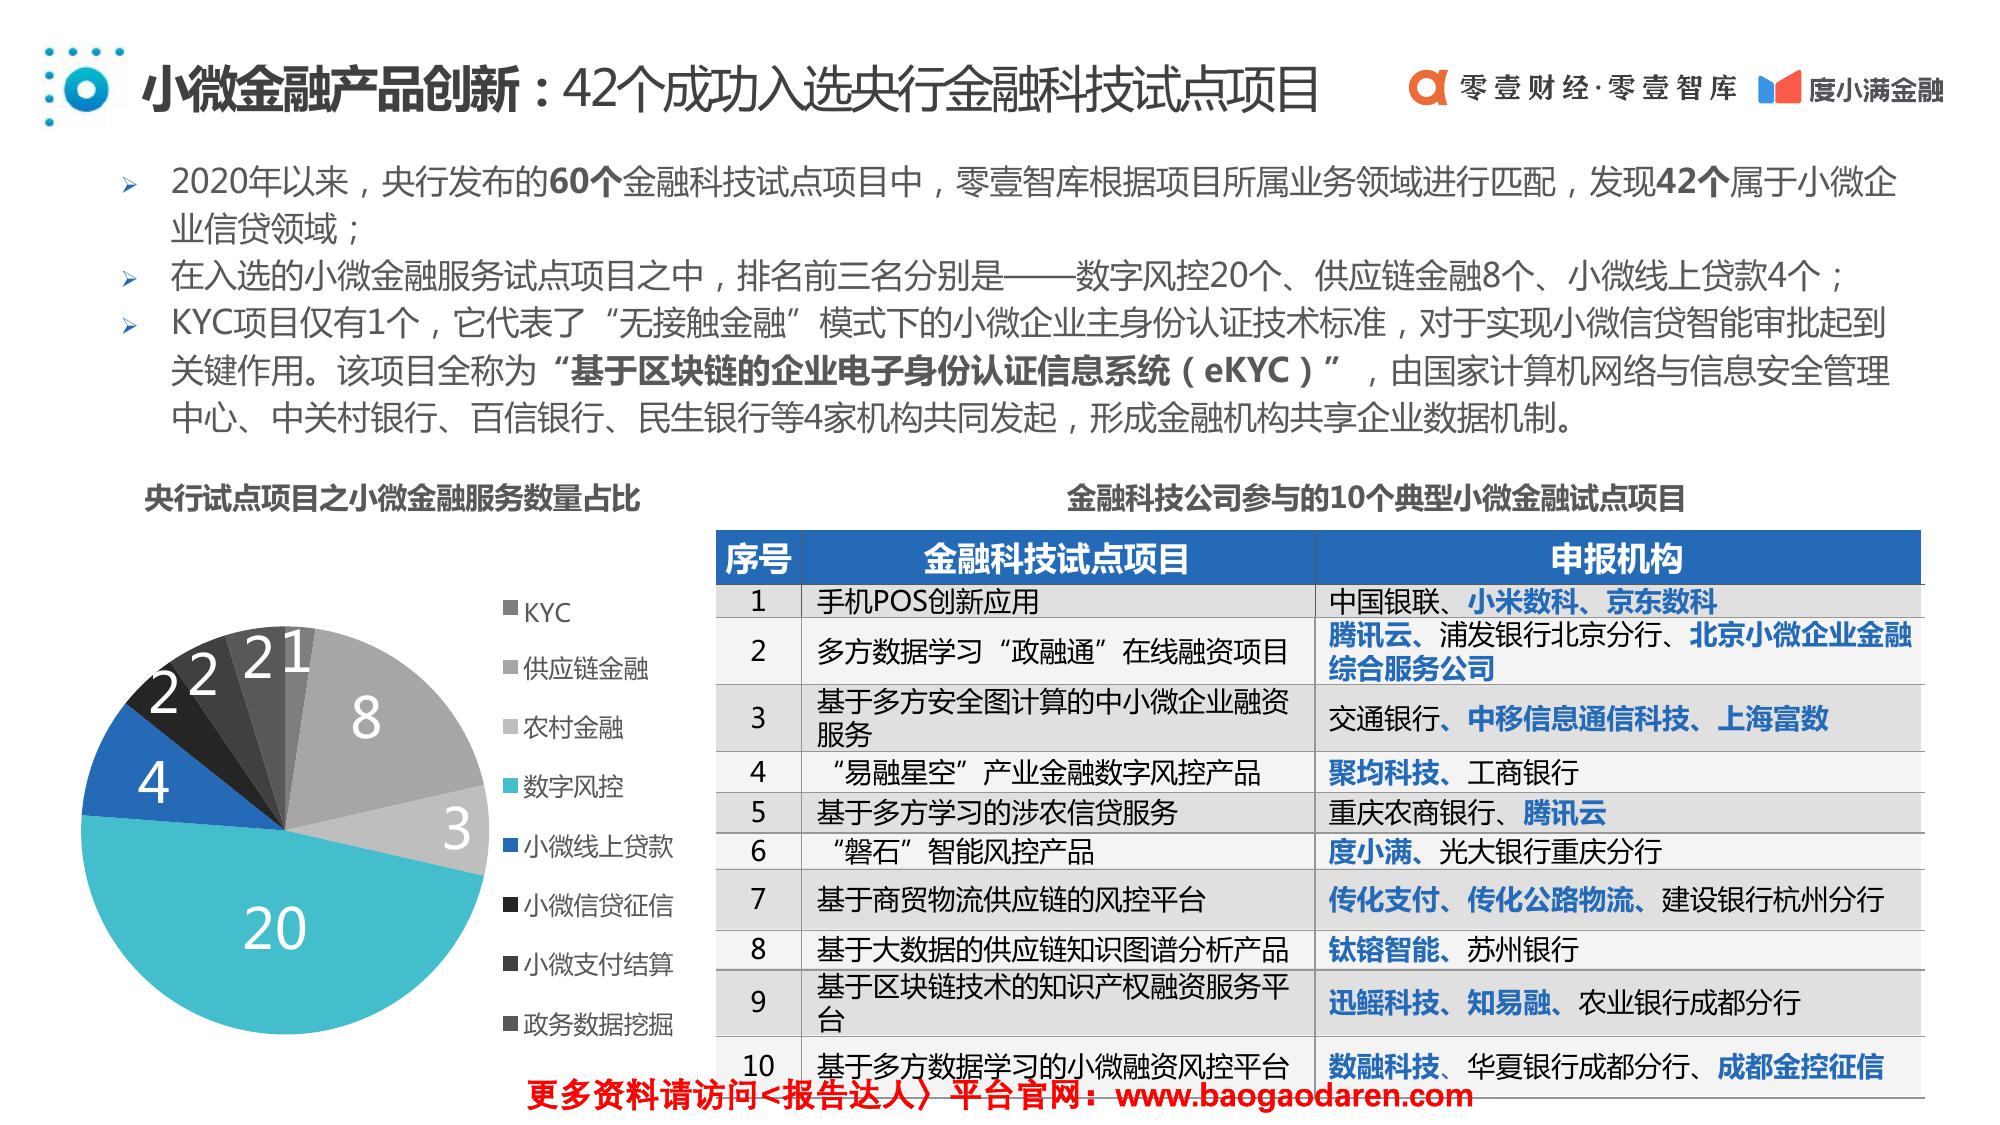 小微金融产品创新：42个成功入选央行金融科技试点项目
零壹财经·零壹智库
度小满金融
2020年以来，央行发布的60个金融科技试点项目中，零壹智库根据项目所属业务领域进行匹配，发现42个属于小微企
业信贷领域；
在入选的小微金融服务试点项目之中，排名前三名分别是——数字风控20个、供应链金融8个、小微线上贷款4个；
KYC项目仅有1个，它代表了“无接触金融”模式下的小微企业主身份认证技术标准，对于实现小微信贷智能审批起到
关键作用。该项目全称为“基于区块链的企业电子身份认证信息系统（eKYC）”，由国家计算机网络与信息安全管理
中心、中关村银行、百信银行、民生银行等4家机构共同发起，形成金融机构共享企业数据机制。
央行试点项目之小微金融服务数量占比
1
8
3
20
4
2
2
2
KYC
供应链金融
农村金融
数字风控
小微线上贷款
小微信贷征信
小微支付结算
政务数据挖掘
金融科技公司参与的10个典型小微金融试点项目
序号 金融科技试点项目 申报机构
1 手机POS创新应用 中国银联、小米数科、京东数科
2 多方数据学习“政融通”在线融资项目 腾讯云、浦发银行北京分行、北京小微企业金融
综合服务公司
3 基于多方安全图计算的中小微企业融资
服务 交通银行、中移信息通信科技、上海富数
4 “易融星空”产业金融数字风控产品 聚均科技、工商银行
5 基于多方学习的涉农信贷服务 重庆农商银行、腾讯云
6 “磐石”智能风控产品 度小满、光大银行重庆分行
7 基于商贸物流供应链的风控平台 传化支付、传化公路物流、建设银行杭州分行
8 基于大数据的供应链知识图谱分析产品 钛镕智能、苏州银行
9 基于区块链技术的知识产权融资服务平
台 迅鳐科技、知易融、农业银行成都分行
10 基于多方数据学习的小微融资风控平台 数融科技、华夏银行成都分行、成都金控征信
更多资料请访问<报告达人〉平台官网：www.baogaodaren.com